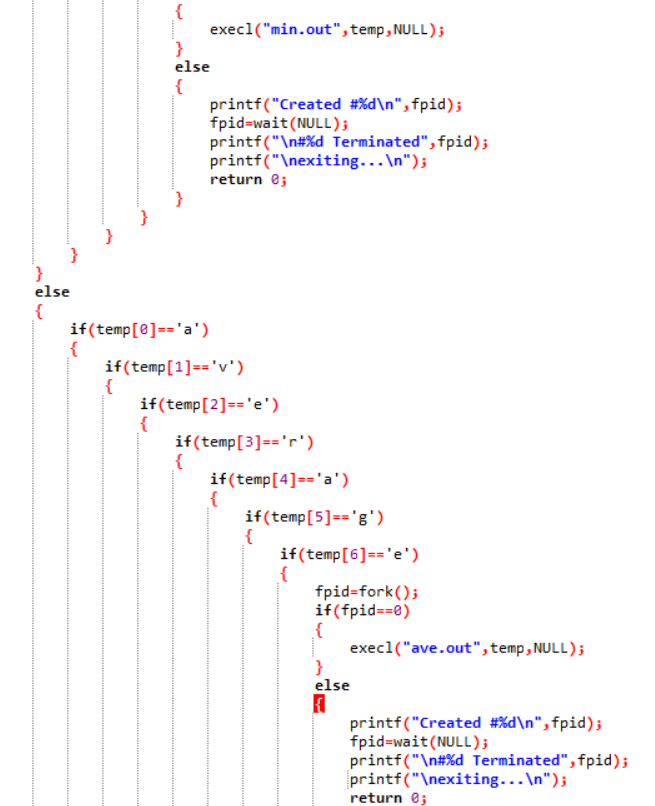 {
execl("min.out",temp,NULL);
}
else
{
printf("Created #%d\n",fpid);
fpid=wait(NULL);
printf("\n#%d Terminated",fpid);
printf("\nexiting...\n");
return 0;
}
}
}
}
}
else
{
if(temp[0]=='a')
{
if(temp[1]=='v')
{
if(temp[2]=='e')
{
if(temp[3]=='r')
{
if(temp[4]=='a')
{
if(temp[5]=='g')
{
if(temp[6]=='e')
{
fpid=fork();
if(fpid==0)
{
execl("ave.out",temp,NULL);
}
else
{
printf("Created #%d\n",fpid);
fpid=wait(NULL);
printf("\n#%d Terminated",fpid);
printf("\nexiting...\n");
return 0;